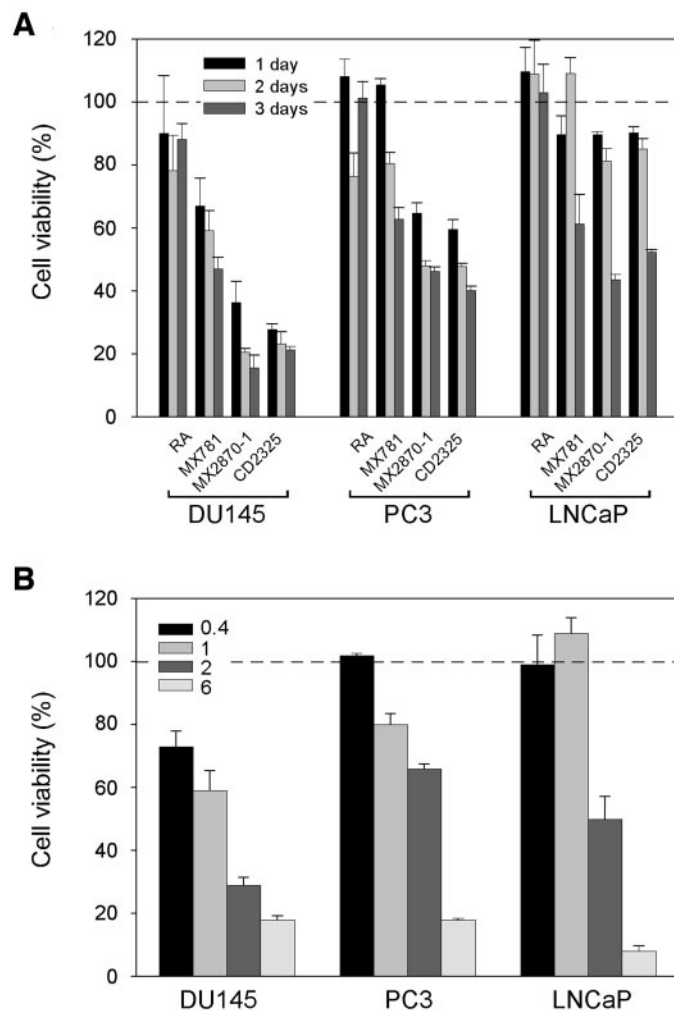 A
120
100
80
60
40
20
0
Cell viability (%)
1 day
2 days
3 days
RA
MX781
MX2870-1
CD2325
RA
MX781
MX2870-1
CD2325
RA
MX781
MX2870-1
CD2325
DU145 PC3 LNCaP
B
120
100
80
60
40
20
0
Cell viability (%)
0.4
1
2
6
DU145 PC3 LNCaP